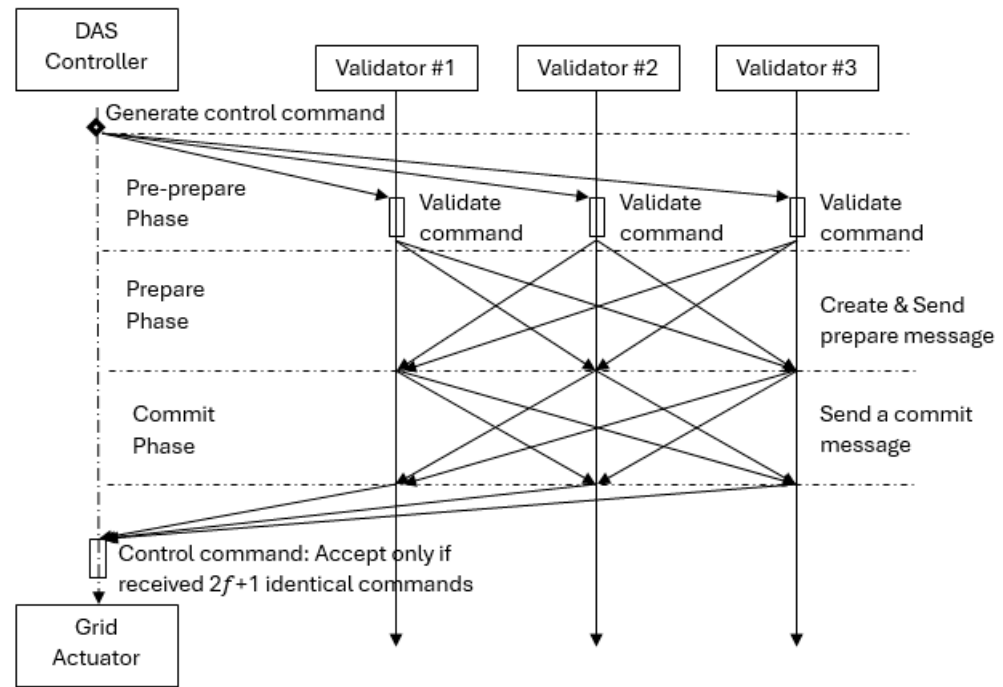 DAS
Controller
Validator #1
Validator #2
Validator #3
Generate control command
Pre-prepare
Phase
Validate
command
Validate
command
Validate
command
Prepare
Phase
Create & Send
prepare message
Commit
Phase
Send a commit
message
Control command: Accept only if
received 2f+1 identical commands
Grid
Actuator